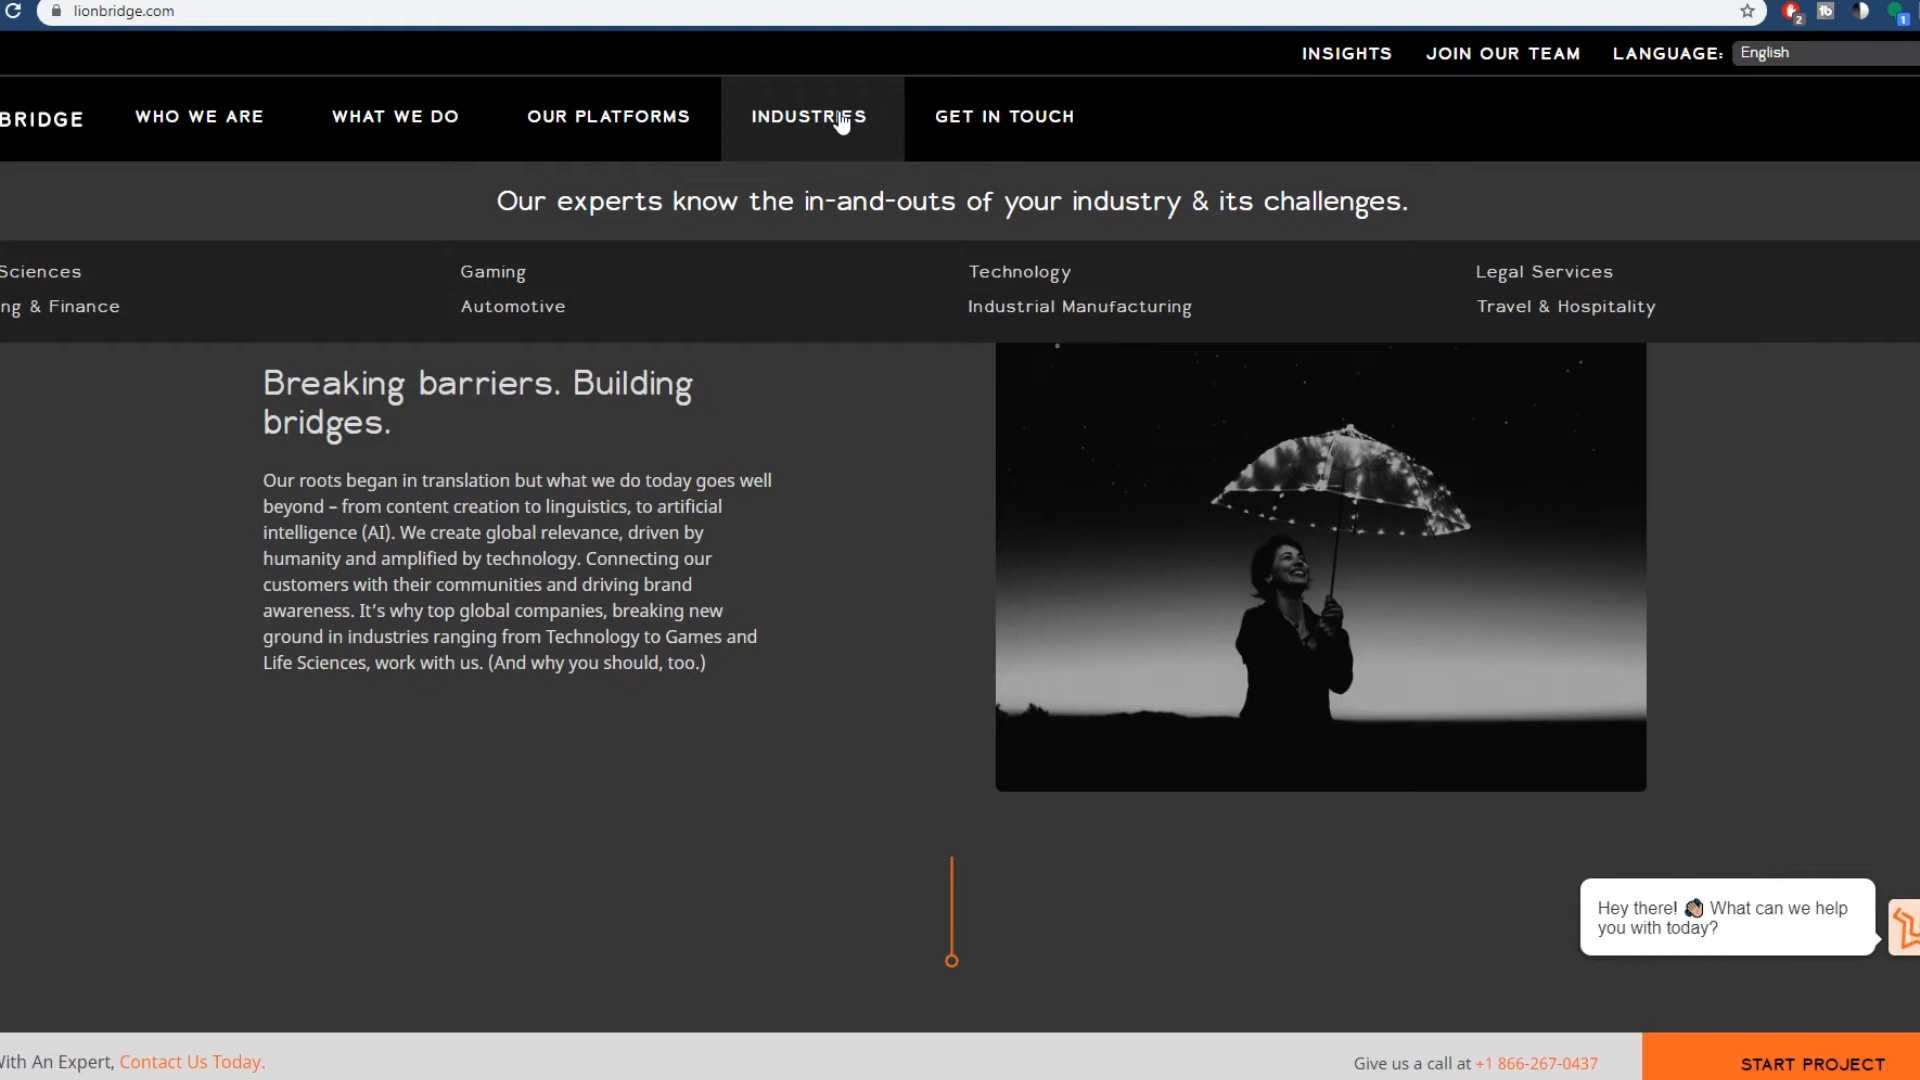 lionbridge.com
2
1
INSIGHTS JOIN OUR TEAM LANGUAGE: English
BRIDGE WHO WE ARE WHAT WE DO OUR PLATFORMS INDUSTRIES GET IN TOUCH
Our experts know the in-and-outs of your industry & its challenges.
Sciences Gaming Technology Legal Services
ng & Finance Automotive Industrial Manufacturing Travel & Hospitality
Breaking barriers. Building
bridges.
Our roots began in translation but what we do today goes well
beyond – from content creation to linguistics, to artificial
intelligence (AI). We create global relevance, driven by
humanity and amplified by technology. Connecting our
customers with their communities and driving brand
awareness. It's why top global companies, breaking new
ground in industries ranging from Technology to Games and
Life Sciences, work with us. (And why you should, too.)
Hey there! 👋🏼 What can we help
you with today?
With An Expert, Contact Us Today.
Give us a call at +1 866-267-0437
START PROJECT